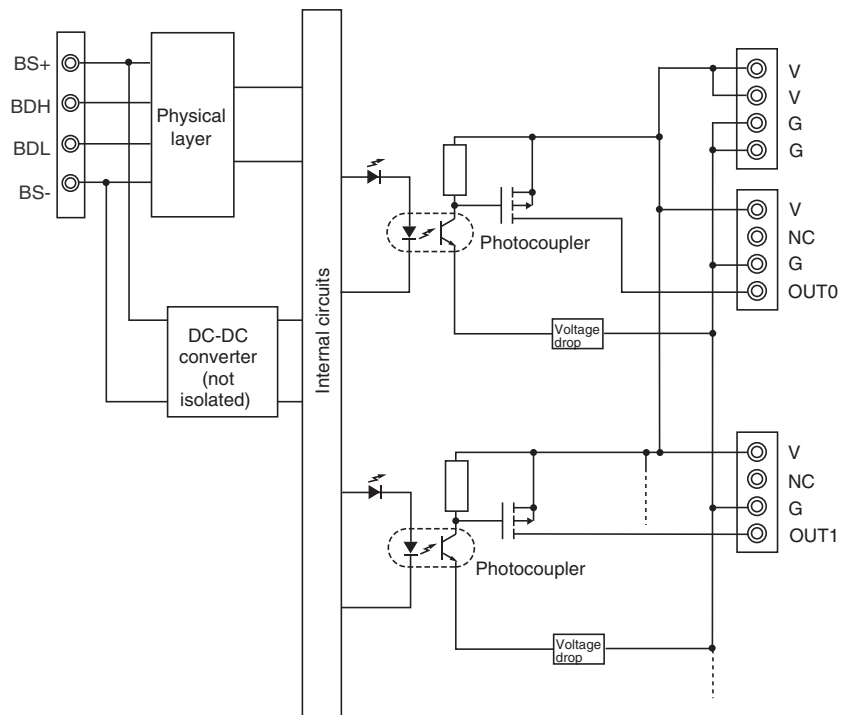 BS+
BDH
BDL
BS-
Physical
layer
DC-DC
converter
(not
isolated)
Internal circuits
Photocoupler
Voltage
drop
V
V
G
G
V
NC
G
OUT0
Photocoupler
Voltage
drop
V
NC
G
OUT1